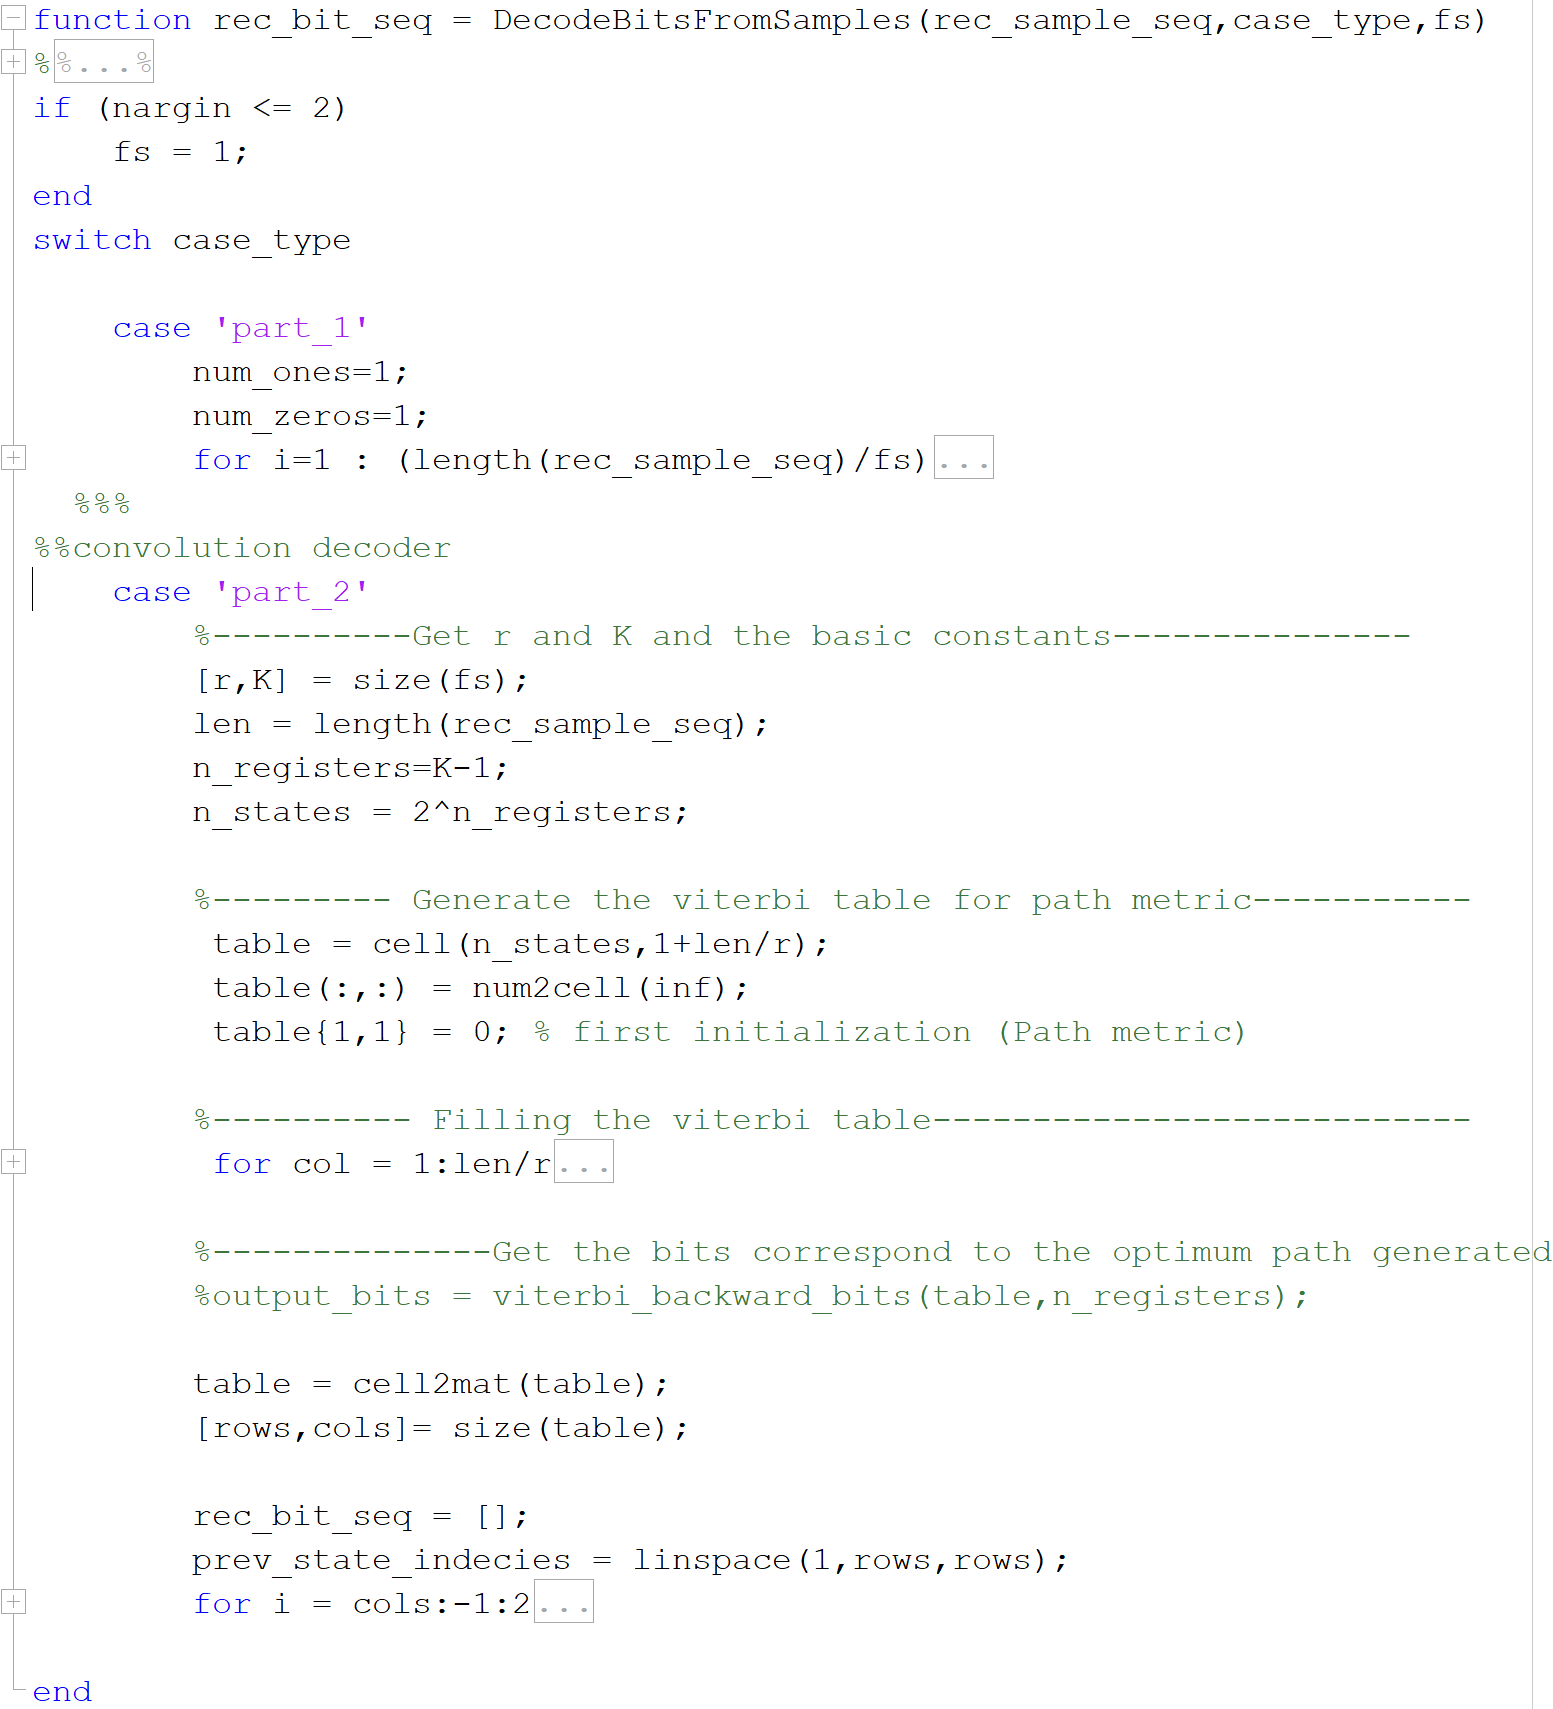 function rec_bit_seq = DecodeBitsFromSamples(rec_sample_seq,case_type,fs)
%%...%
if (nargin <= 2)
    fs = 1;
end
switch case_type
    case 'part_1'
        num_ones=1;
        num_zeros=1;
        for i=1 : (length(rec_sample_seq)/fs)...
  %%%
%%convolution decoder
    case 'part_2'
        %----------Get r and K and the basic constants---------------
        [r,K] = size(fs);
        len = length(rec_sample_seq);
        n_registers=K-1;
        n_states = 2^n_registers;
        %--------- Generate the viterbi table for path metric-----------
         table = cell(n_states,1+len/r);
         table(:,:) = num2cell(inf);
         table{1,1} = 0; % first initialization (Path metric)
        %---------- Filling the viterbi table---------------------------
         for col = 1:len/r...
        %--------------Get the bits correspond to the optimum path generated
        %output_bits = viterbi_backward_bits(table,n_registers);
        table = cell2mat(table);
        [rows,cols]= size(table);
        rec_bit_seq = [];
        prev_state_indecies = linspace(1,rows,rows);
        for i = cols:-1:2...
end